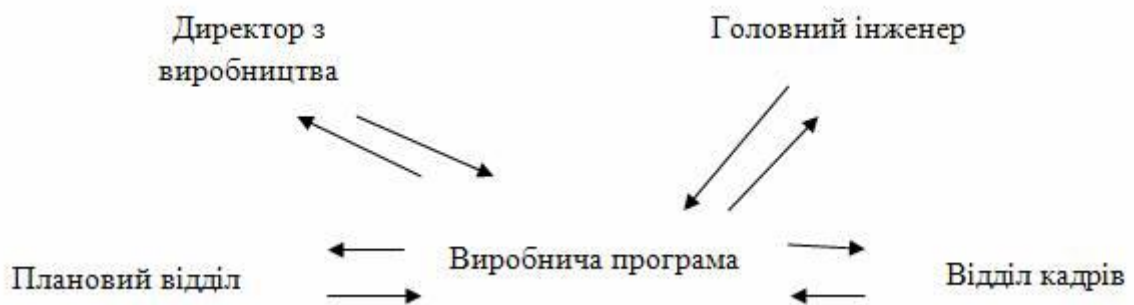 Директор з
виробництва
Головний інженер
Плановий відділ
Виробнича програма
Відділ кадрів